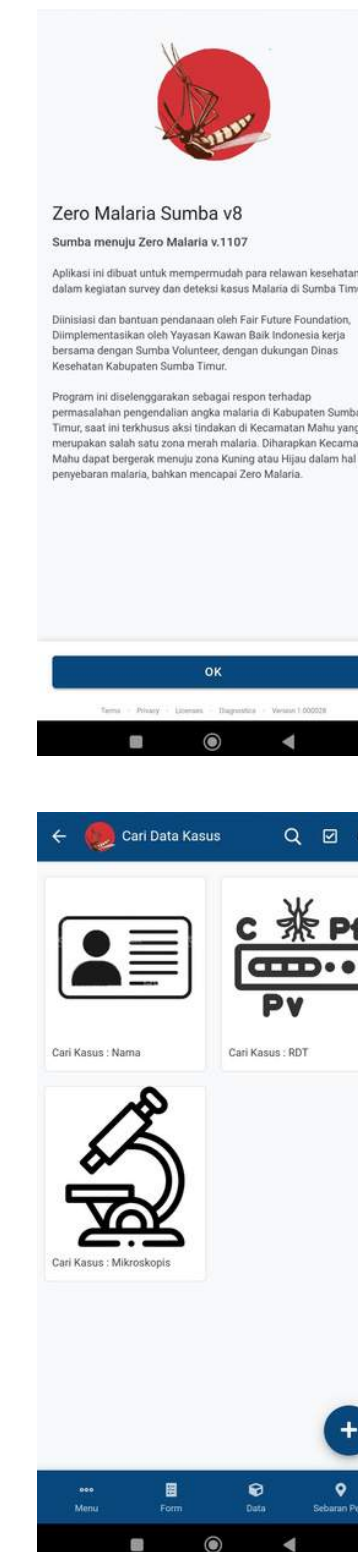 Zero Malaria Sumba v8
Sumba menuju Zero Malaria v.1107
Aplikasi ini dibuat untuk mempermudah para relawan kesehatan
dalam kegiatan survey dan deteksi kasus Malaria di Sumba
Diinisiasi dan bantuan pendanaan oleh Fair Future Foundation,
Diimplementasikan oleh Yayasan Kawan Baik Indonesia kerja
bersama dengan Sumba Volunteer, dengan dukungan Dinas
Kesehatan Kabupaten Sumba Timur.
Program ini diselenggarakan sebagai respon terhadap
permasalahan pengendalian angka malaria di Kabupaten Sumba
Timur, saat ini terkhusus aksi tindakan di Kecamatan Mahu yang
merupakan salah satu zona merah malaria. Diharapkan
Mahu dapat bergerak menuju zona Kuning atau Hijau dalam hal
penyebaran malaria, bahkan mencapai Zero Malaria.
OK
Terms · Privacy · Licenses · Diagnostics · Version 1.000028
Cari Data Kasus
C Pf
Pv
Cari Kasus : Nama
Cari Kasus : RDT
Cari Kasus : Mikroskopis
Menu Form Data Sebaran